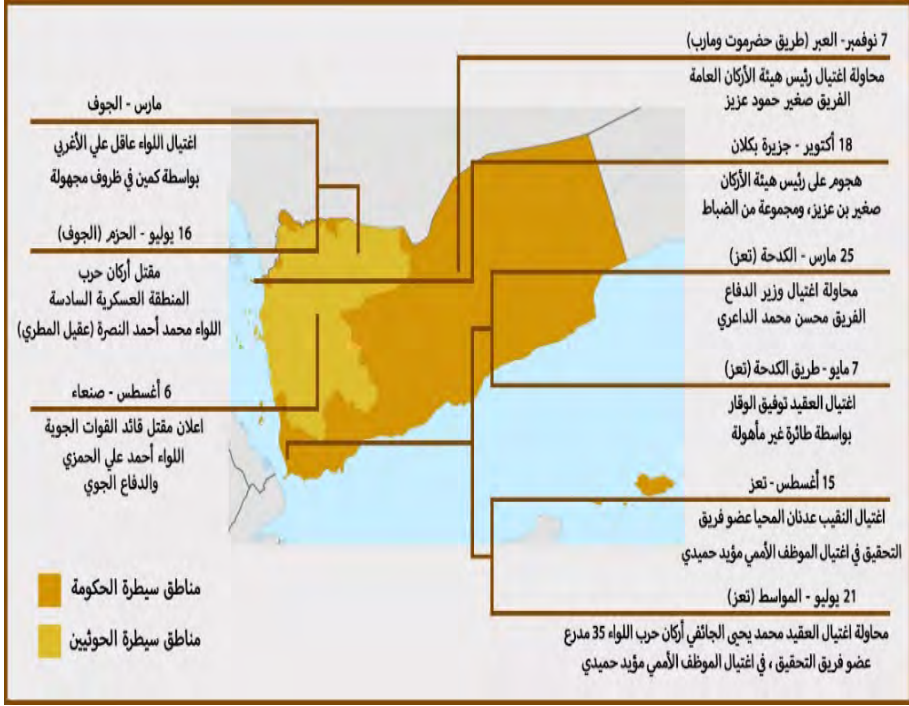 7 نوفمبر- العبر (طريق حضرموت ومارب)
محاولة اغتيال رئيس هيئة الأركان العامة
الفريق صغير حمود عزيز
18 أكتوبر - جزيرة بكلان
هجوم على رئيس هيئة الأركان
صغير بن عزيز، ومجموعة من الضباط
25 مارس - الكدحة (تعز)
محاولة اغتيال وزير الدفاع
الفريق محسن محمد الداعري
7 مايو - طريق الكدحة (تعز)
اغتيال العقيد توفيق الوقار
بواسطة طائرة غير مأهولة
15 أغسطس - تعز
اغتيال النقيب عدنان المحيا عضو فريق
التحقيق في اغتيال الموظف الأممي مؤيد حميدي
21 يوليو - المواسط (تعز)
محاولة اغتيال العقيد محمد يحيى الجائفي أركان حرب اللواء 35 مدرع
عضو فريق التحقيق ، في اغتيال الموظف الأممي مؤيد حميدي
مارس - الجوف
اغتيال اللواء عاقل علي الأغربي
بواسطة كمين في ظروف مجهولة
16 يوليو - الحزم (الجوف)
مقتل أركان حرب
المنطقة العسكرية السادسة
اللواء محمد أحمد النصرة (عقيل المطري)
6 أغسطس - صنعاء
اعلان مقتل قائد القوات الجوية
اللواء أحمد علي الحمزي
والدفاع الجوي
مناطق سيطرة الحكومة
مناطق سيطرة الحوثيين